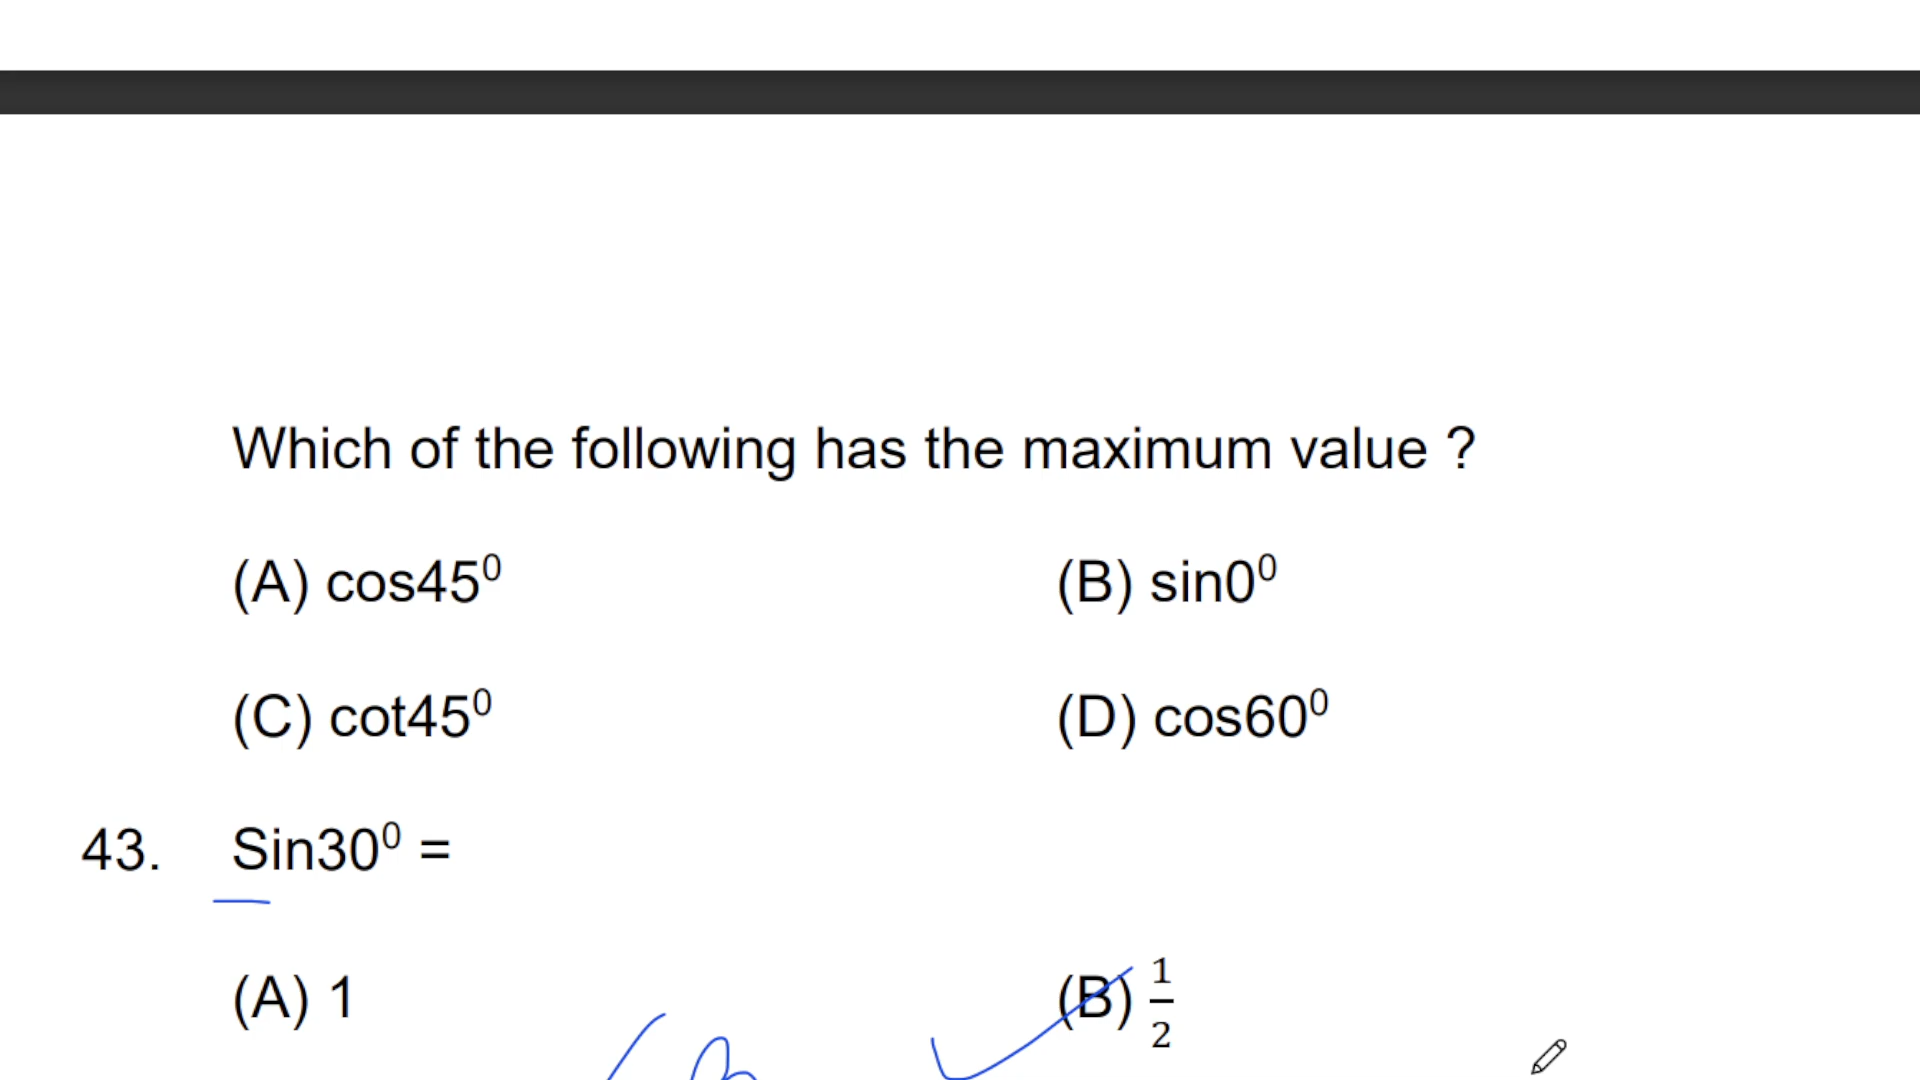 Which of the following has the maximum value ?
(A) cos45⁰ (B) sin0⁰
(C) cot45⁰ (D) cos60⁰
43. Sin30⁰ =
(A) 1 (B) 1/2